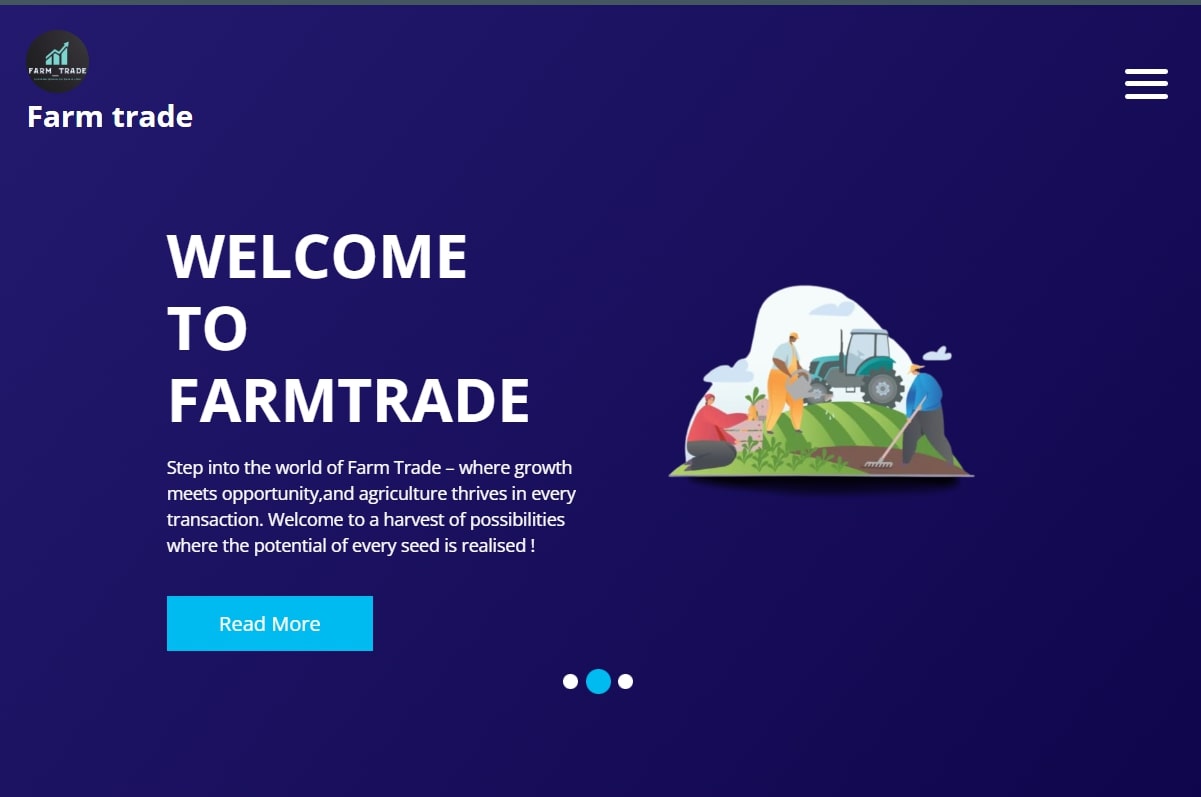 FARM_TRADE
Farm trade
WELCOME
TO
FARMTRADE
Step into the world of Farm Trade – where growth
meets opportunity,and agriculture thrives in every
transaction. Welcome to a harvest of possibilities
where the potential of every seed is realised !
Read More